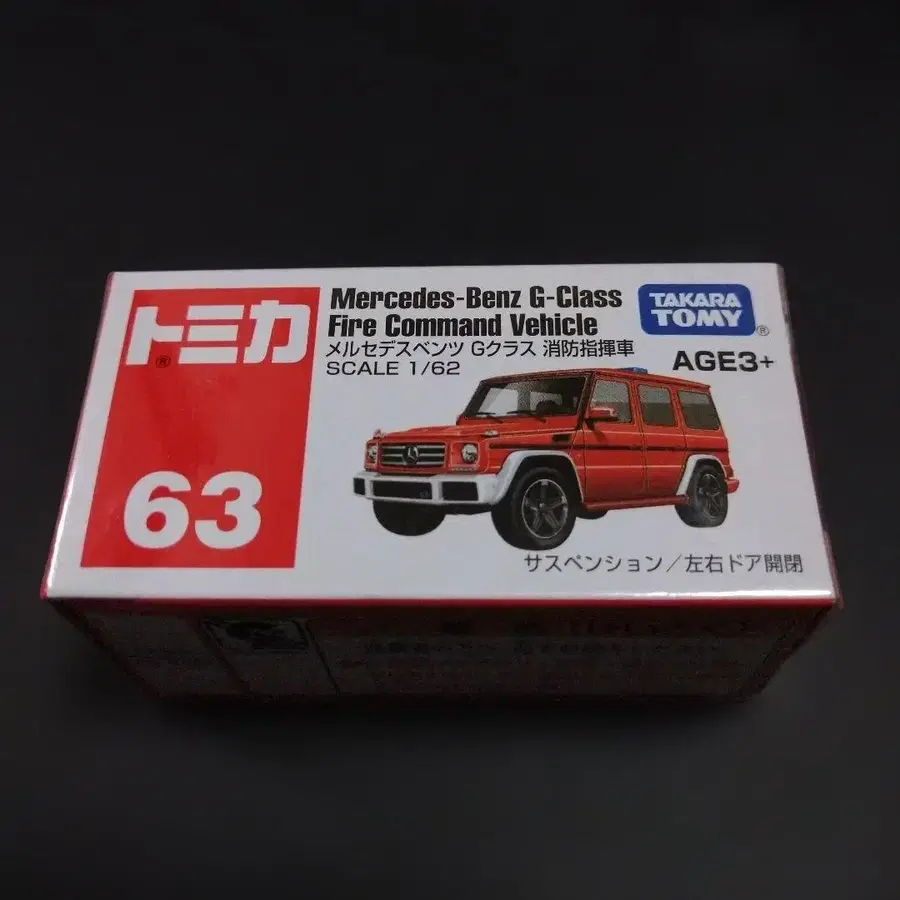 トミカ
®
63
Mercedes-Benz G-Class
Fire Command Vehicle
メルセデスベンツ Gクラス 消防指揮車
SCALE 1/62
TAKARA
TOMY
®
AGE3+
サスペンション/左右ドア開閉